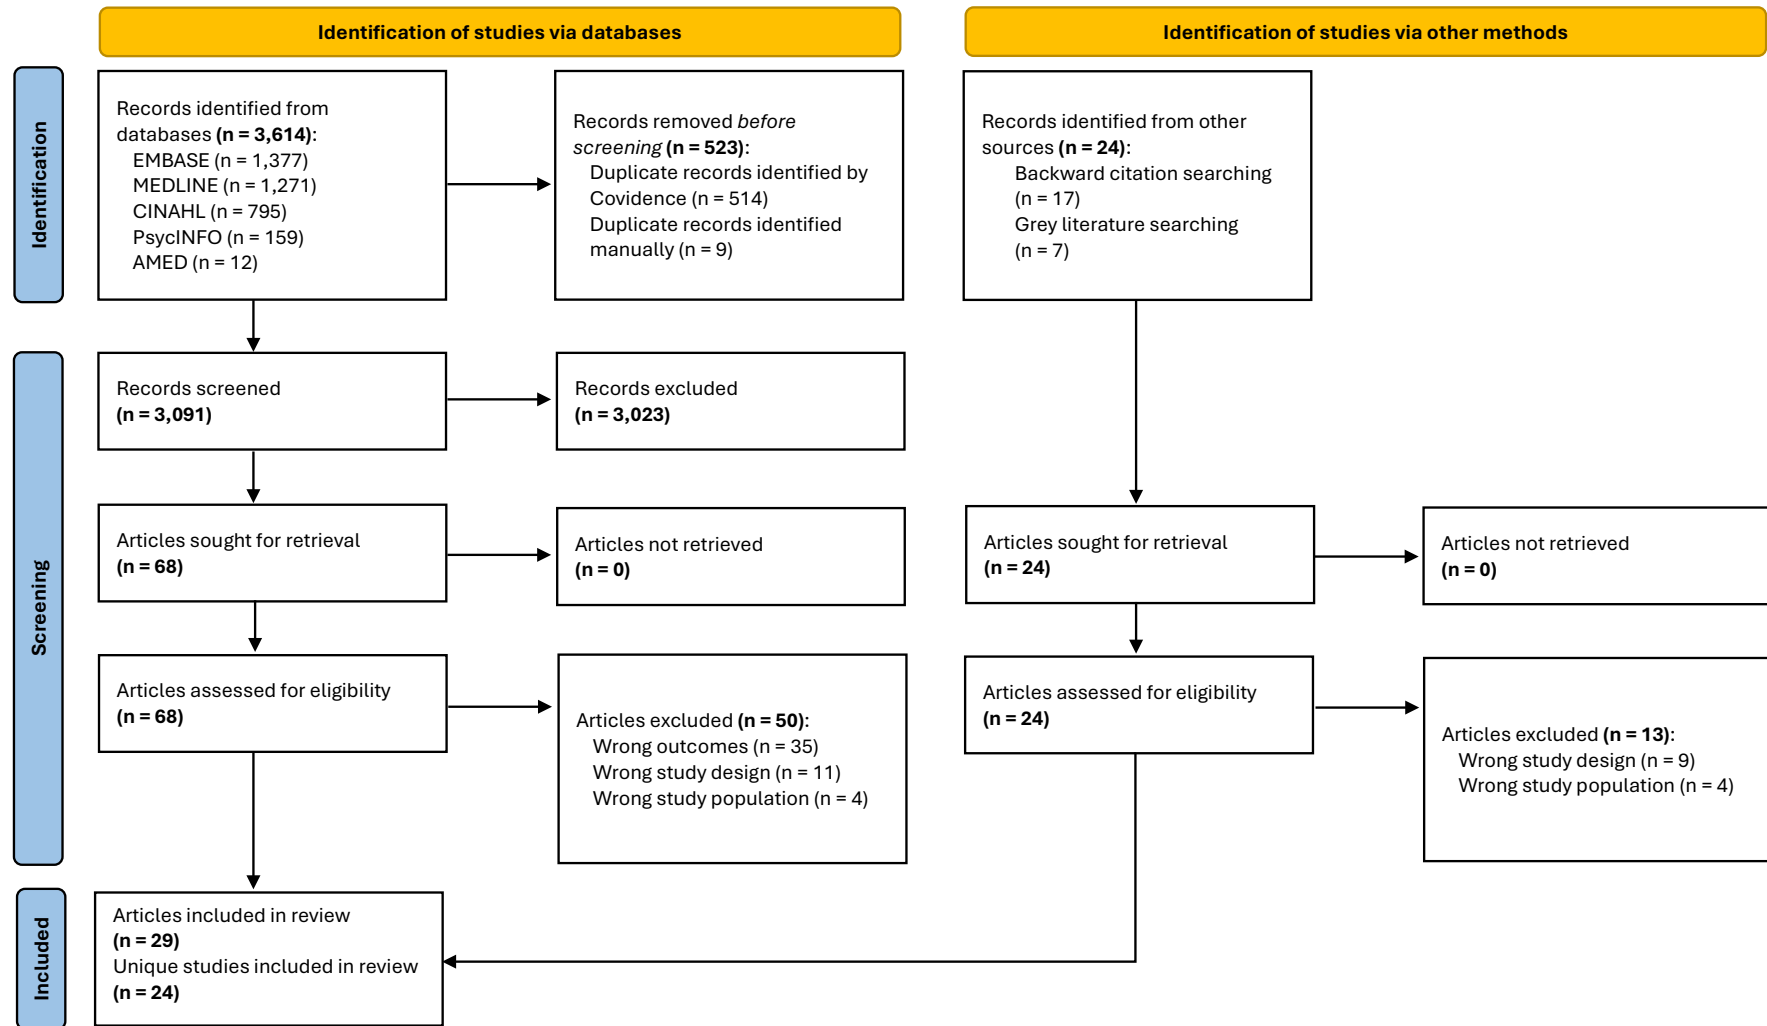 Identification of studies via databases
Identification of studies via other methods
Identification
Records identified from
databases (n = 3,614):
EMBASE (n = 1,377)
MEDLINE (n = 1,271)
CINAHL (n = 795)
PsycINFO (n = 159)
AMED (n = 12)
Records removed before
screening (n = 523):
Duplicate records identified by
Covidence (n = 514)
Duplicate records identified
manually (n = 9)
Records identified from other
sources (n = 24):
Backward citation searching
(n = 17)
Grey literature searching
(n = 7)
Screening
Records screened
(n = 3,091)
Records excluded
(n = 3,023)
Articles sought for retrieval
(n = 68)
Articles not retrieved
(n = 0)
Articles sought for retrieval
(n = 24)
Articles not retrieved
(n = 0)
Articles assessed for eligibility
(n = 68)
Articles excluded (n = 50):
Wrong outcomes (n = 35)
Wrong study design (n = 11)
Wrong study population (n = 4)
Articles assessed for eligibility
(n = 24)
Articles excluded (n = 13):
Wrong study design (n = 9)
Wrong study population (n = 4)
Included
Articles included in review
(n = 29)
Unique studies included in review
(n = 24)